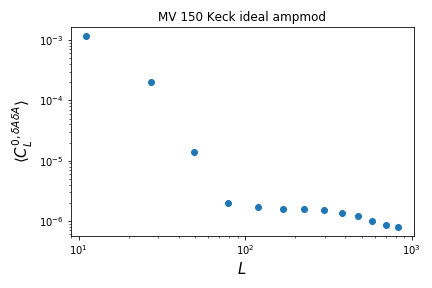 MV 150 Keck ideal ampmod
10⁻³
10⁻⁴
10⁻⁵
10⁻⁶
⟨C_L^{0, δAδA}⟩
10¹ 10² 10³
L